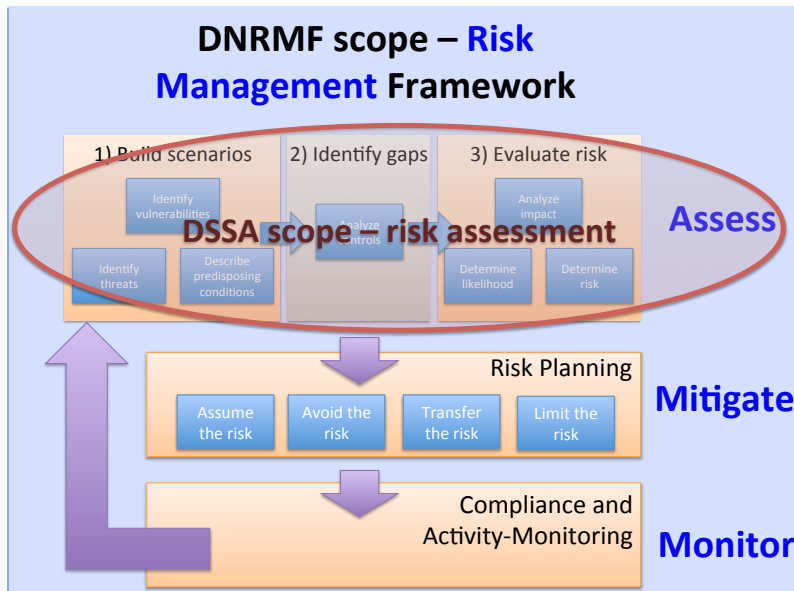 DNRMF scope – Risk
Management Framework
1) Build scenarios
2) Identify gaps
3) Evaluate risk
Identify
vulnerabilities
Analyze
controls
Analyze
impact
Assess
DSSA scope – risk assessment
Identify
threats
Describe
predisposing
conditions
Determine
likelihood
Determine
risk
Risk Planning
Mitigate
Assume
the risk
Avoid the
risk
Transfer
the risk
Limit the
risk
Compliance and
Activity-Monitoring
Monitor